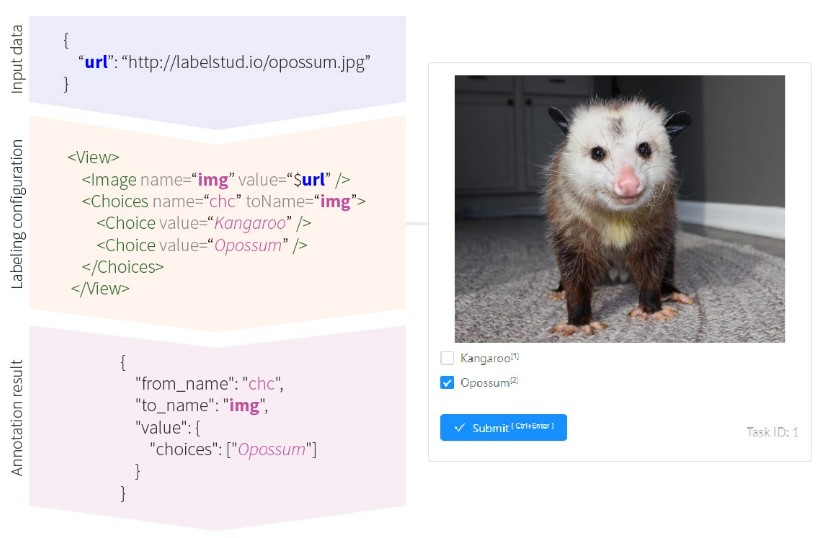 Input data
{
“url”: “http://labelstud.io/opossum.jpg”
}
Labeling configuration
<View>
<Image name=“img” value=“$url” />
<Choices name=“chc” toName=“img”>
<Choice value=“Kangaroo” />
<Choice value=“Opossum” />
</Choices>
</View>
Annotation result
{
"from_name": "chc",
"to_name": "img",
"value": {
"choices": ["Opossum"]
}
}
Kangaroo[1]
Opossum[2]
Submit [ Ctrl+Enter ]
Task ID: 1